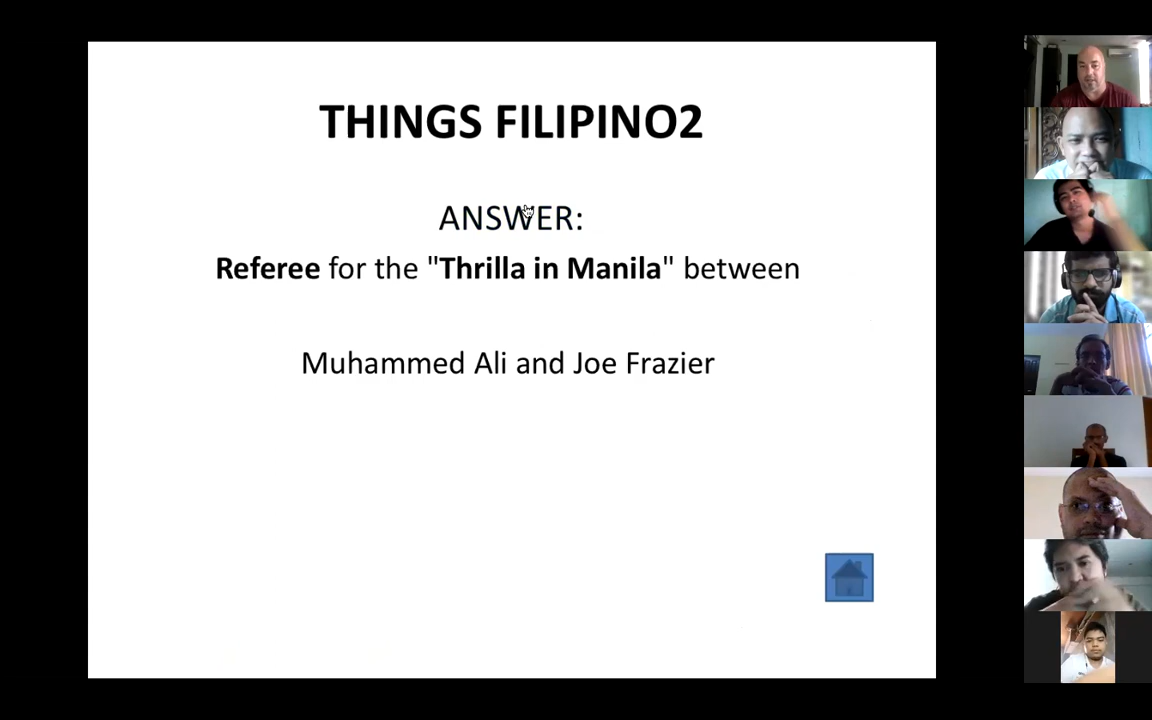 THINGS FILIPINO2
ANSWER:
Referee for the "Thrilla in Manila" between
Muhammed Ali and Joe Frazier